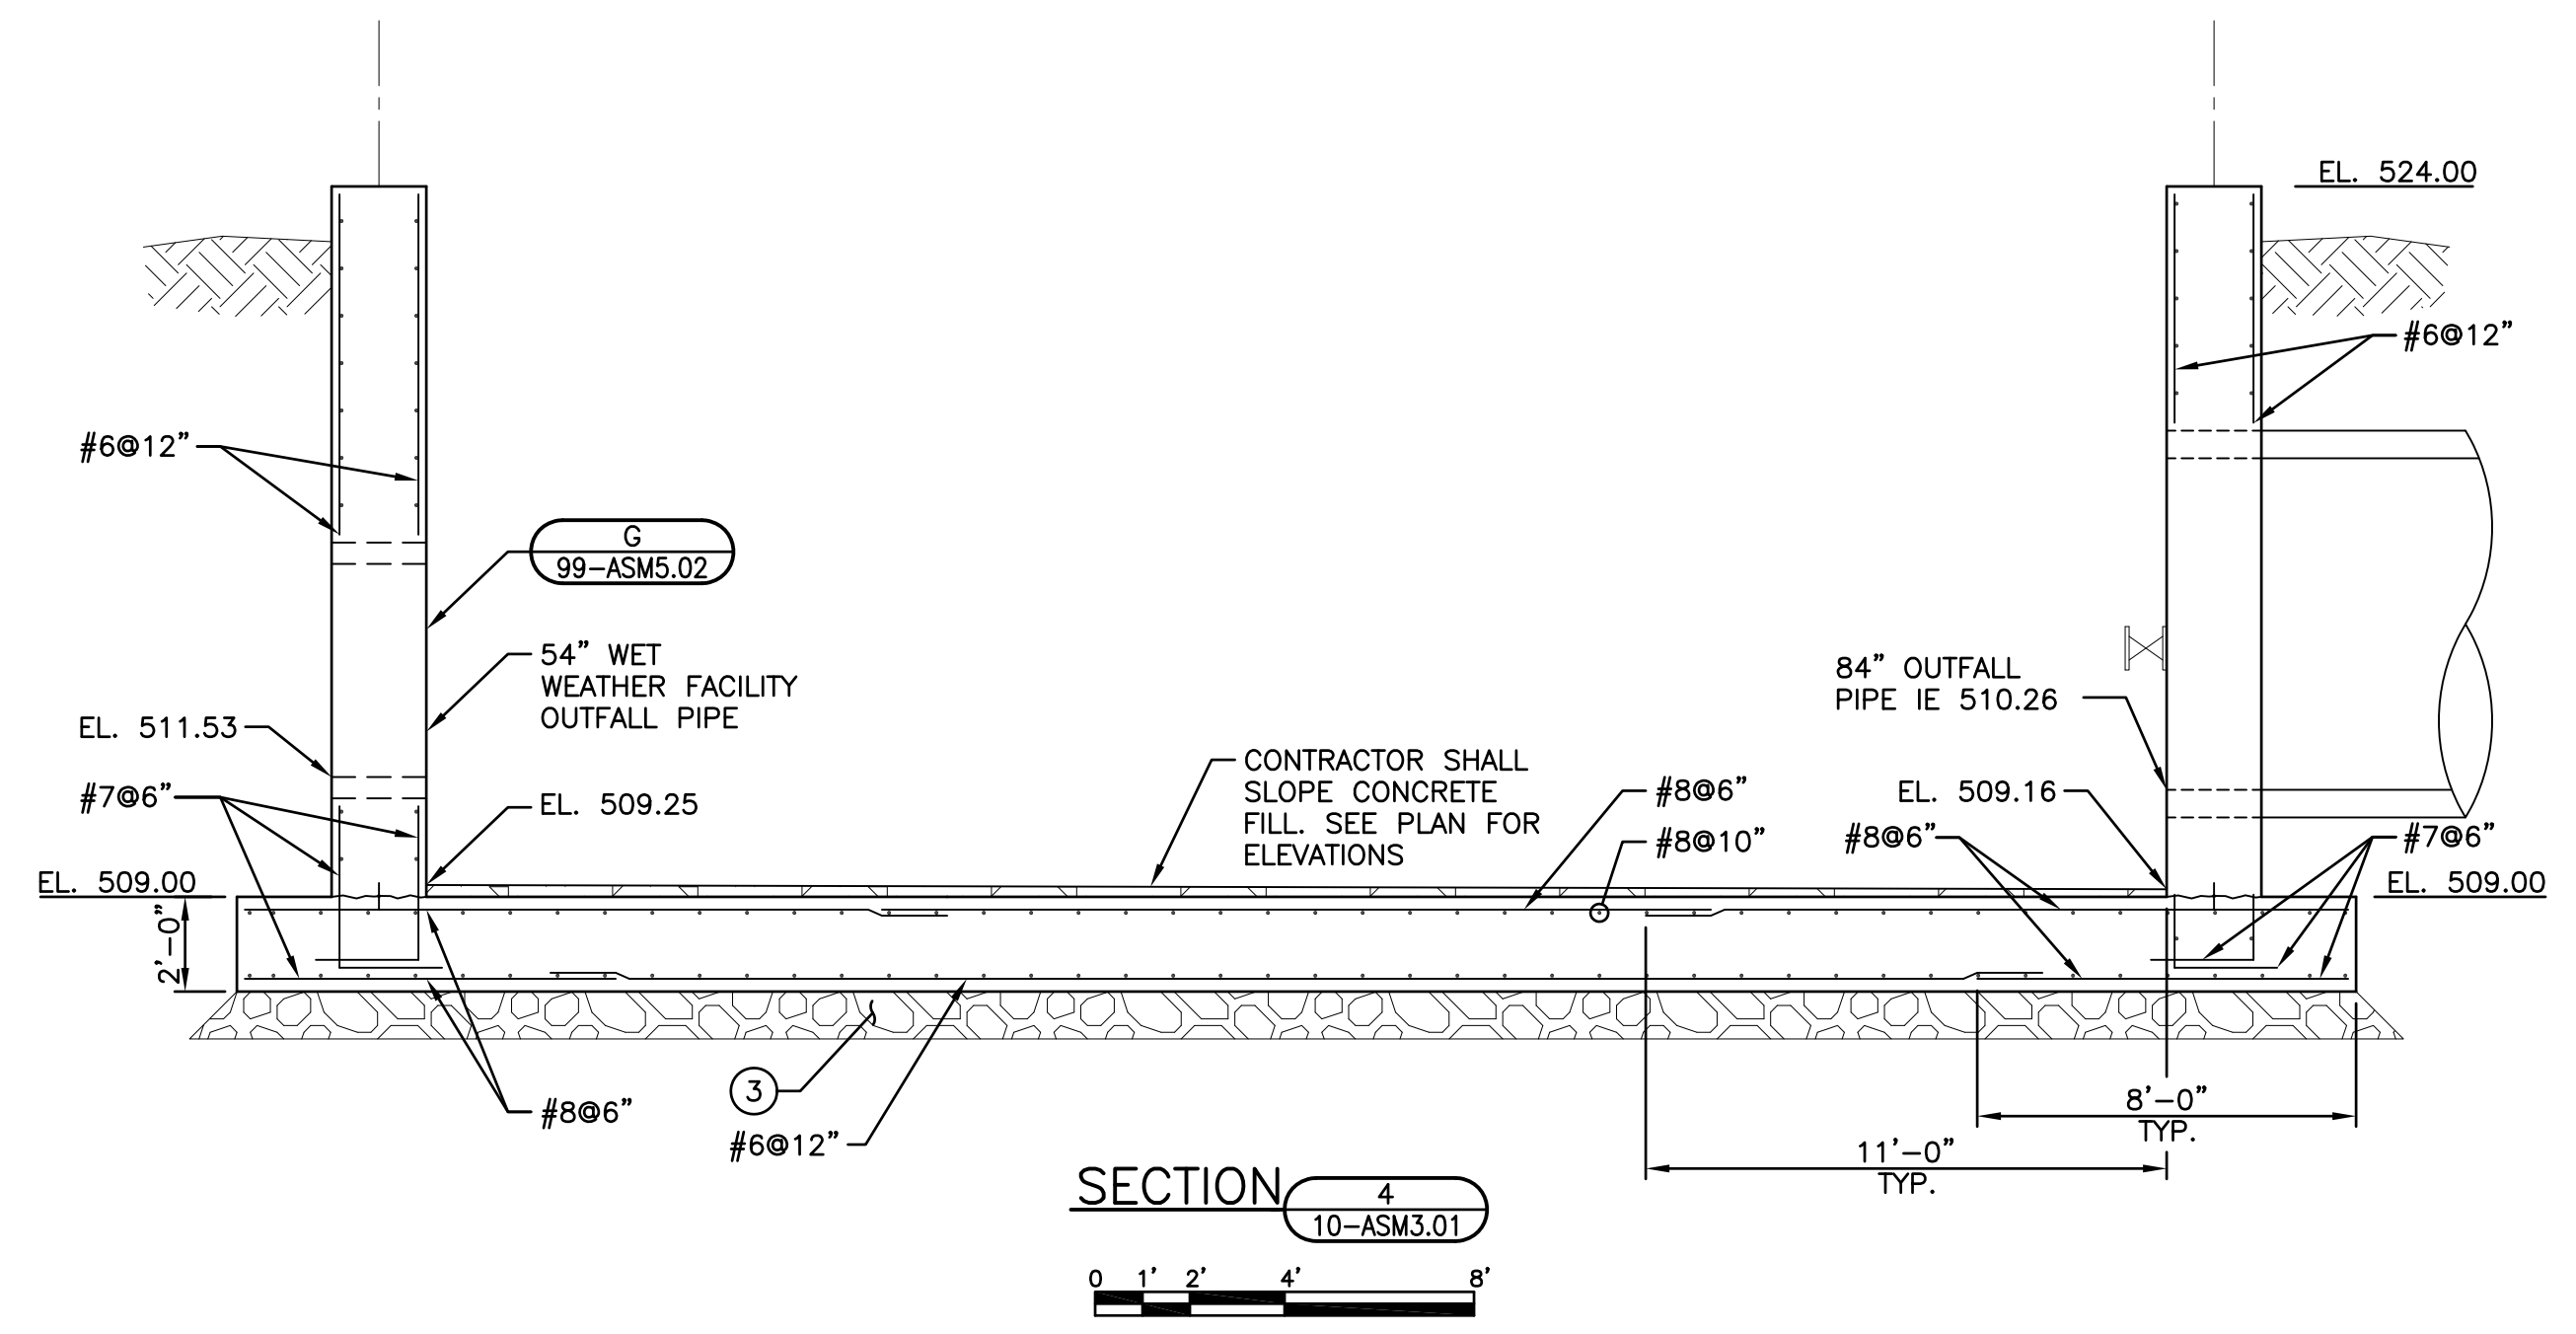 EL. 524.00
#6@12”
#6@12”
G
99-ASM5.02
54” WET
WEATHER FACILITY
OUTFALL PIPE
84” OUTFALL
PIPE IE 510.26
EL. 511.53
#7@6”
EL. 509.25
CONTRACTOR SHALL
SLOPE CONCRETE
FILL. SEE PLAN FOR
ELEVATIONS
#8@6”
#8@10”
EL. 509.16
#8@6”
#7@6”
EL. 509.00
EL. 509.00
2’-0”
3
#8@6”
#6@12”
8’-0”
TYP.
11’-0”
TYP.
SECTION
4
10-ASM3.01
0 1’ 2’ 4’ 8’